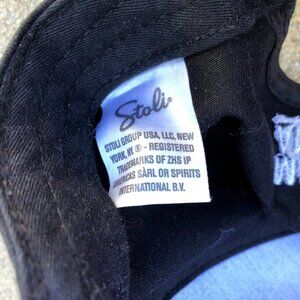 Stoli®
STOLI GROUP USA, LLC, NEW
YORK, NY ® - REGISTERED
TRADEMARKS OF ZHS IP
AMERICAS SÀRL OR SPIRITS
INTERNATIONAL B.V.